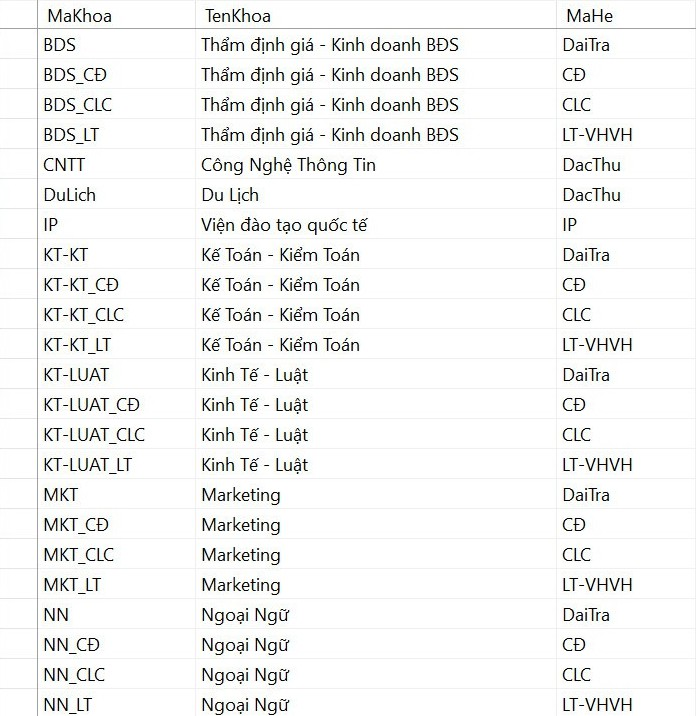 MaKhoa TenKhoa MaHe
BDS Thẩm định giá - Kinh doanh BĐS DaiTra
BDS_CĐ Thẩm định giá - Kinh doanh BĐS CĐ
BDS_CLC Thẩm định giá - Kinh doanh BĐS CLC
BDS_LT Thẩm định giá - Kinh doanh BĐS LT-VHVH
CNTT Công Nghệ Thông Tin DacThu
DuLich Du Lịch DacThu
IP Viện đào tạo quốc tế IP
KT-KT Kế Toán - Kiểm Toán DaiTra
KT-KT_CĐ Kế Toán - Kiểm Toán CĐ
KT-KT_CLC Kế Toán - Kiểm Toán CLC
KT-KT_LT Kế Toán - Kiểm Toán LT-VHVH
KT-LUAT Kinh Tế - Luật DaiTra
KT-LUAT_CĐ Kinh Tế - Luật CĐ
KT-LUAT_CLC Kinh Tế - Luật CLC
KT-LUAT_LT Kinh Tế - Luật LT-VHVH
MKT Marketing DaiTra
MKT_CĐ Marketing CĐ
MKT_CLC Marketing CLC
MKT_LT Marketing LT-VHVH
NN Ngoại Ngữ DaiTra
NN_CĐ Ngoại Ngữ CĐ
NN_CLC Ngoại Ngữ CLC
NN_LT Ngoại Ngữ LT-VHVH